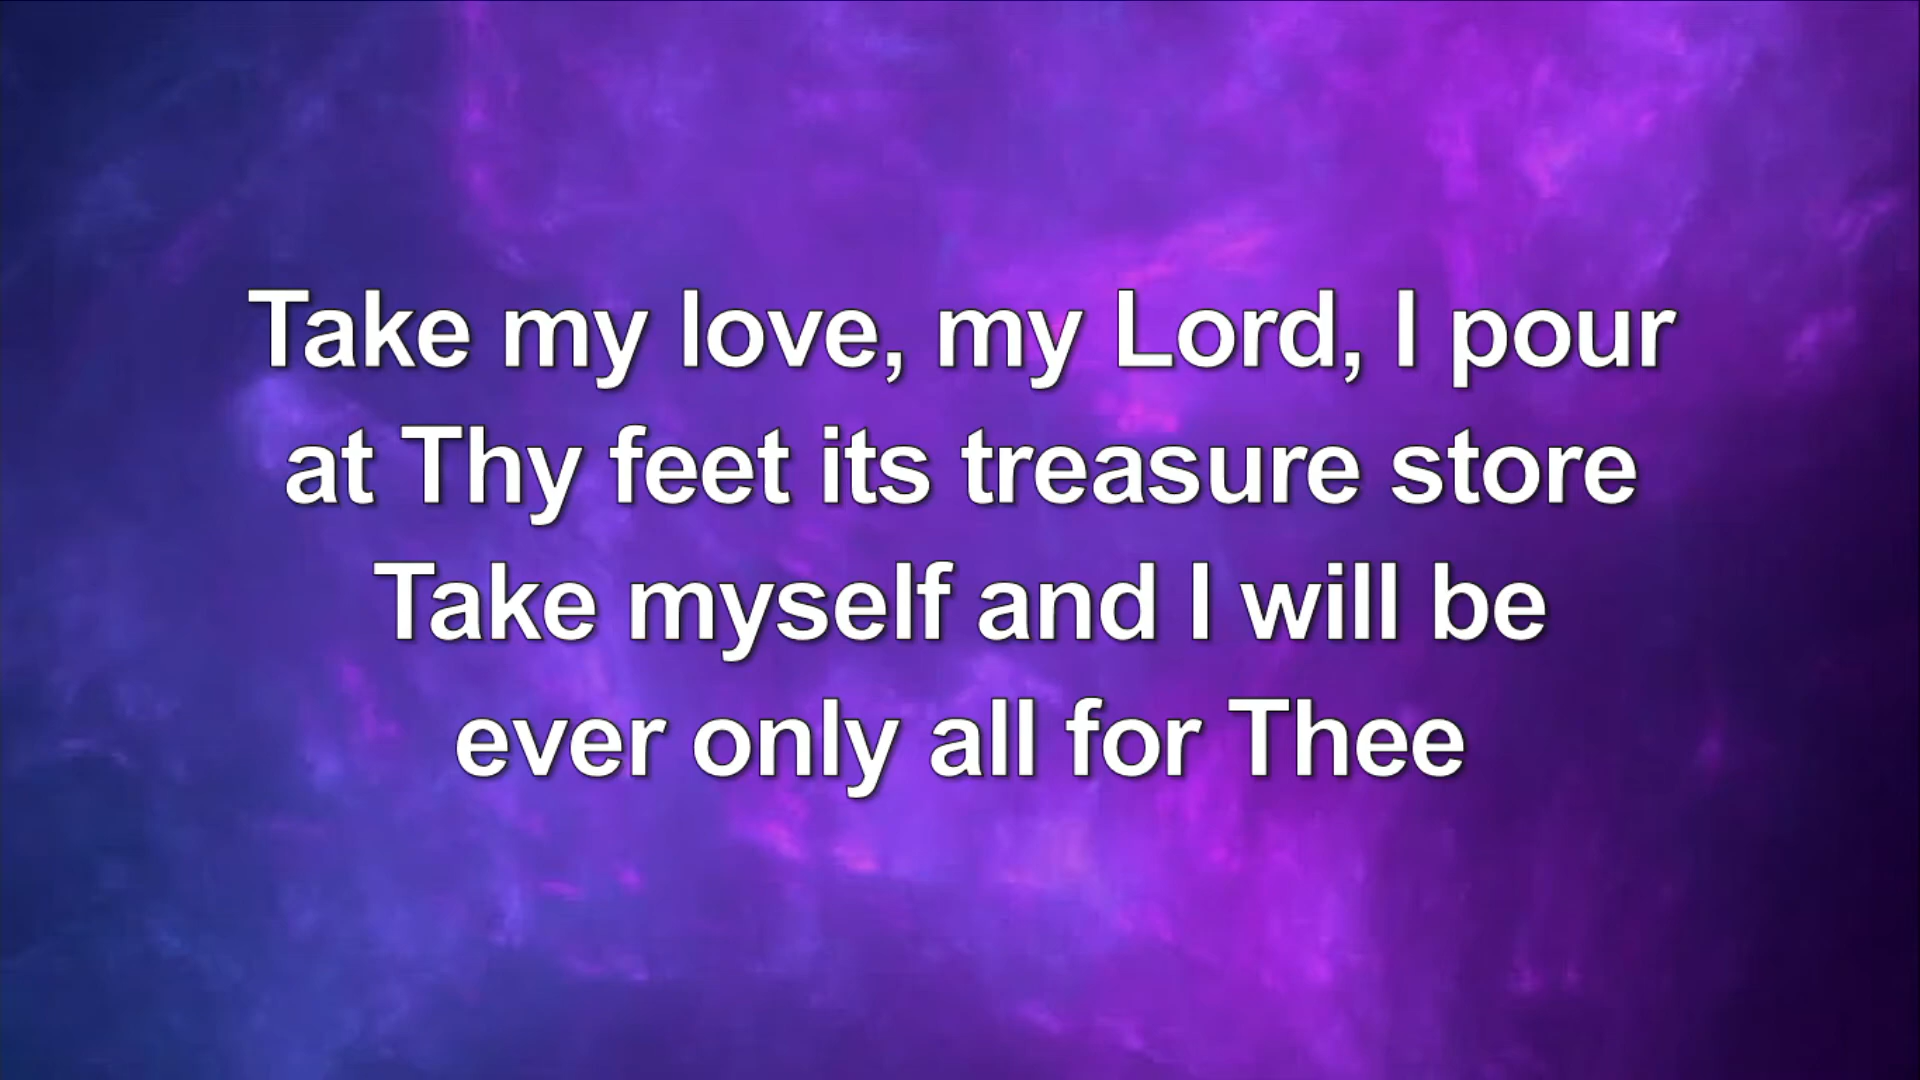 Take my love, my Lord, I pour
at Thy feet its treasure store
Take myself and I will be
ever only all for Thee